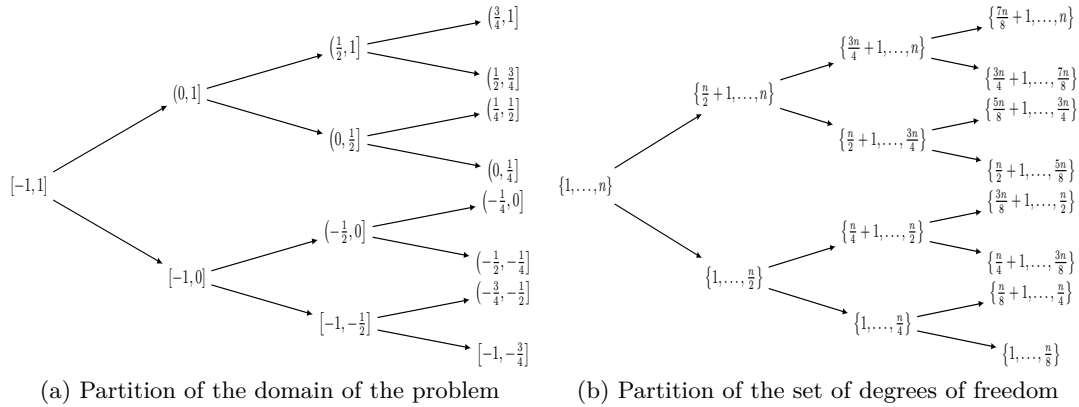 (3/4, 1]
(1/2, 1]
(1/2, 3/4]
(0, 1]
(1/4, 1/2]
(0, 1/2]
(0, 1/4]
[−1, 1]
(−1/4, 0]
(−1/2, 0]
(−1/2, −1/4]
[−1, 0]
(−3/4, −1/2]
[−1, −1/2]
[−1, −3/4]
(a) Partition of the domain of the problem
{7n/8 + 1, …, n}
{3n/4 + 1, …, n}
{3n/4 + 1, …, 7n/8}
{n/2 + 1, …, n}
{5n/8 + 1, …, 3n/4}
{n/2 + 1, …, 3n/4}
{n/2 + 1, …, 5n/8}
{1, …, n}
{3n/8 + 1, …, n/2}
{n/4 + 1, …, n/2}
{n/4 + 1, …, 3n/8}
{1, …, n/2}
{n/8 + 1, …, n/4}
{1, …, n/4}
{1, …, n/8}
(b) Partition of the set of degrees of freedom